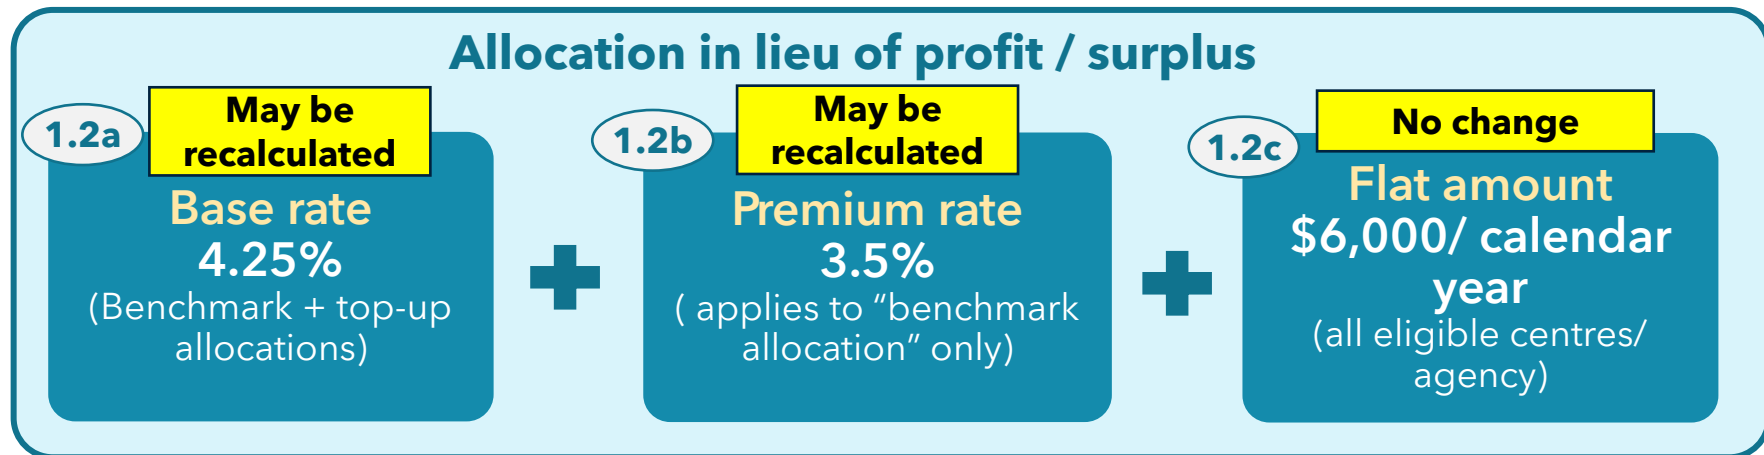 Allocation in lieu of profit / surplus
1.2a
May be
recalculated
Base rate
4.25%
(Benchmark + top-up
allocations)
1.2b
May be
recalculated
Premium rate
3.5%
( applies to “benchmark
allocation” only)
1.2c
No change
Flat amount
$6,000/ calendar
year
(all eligible centres/
agency)